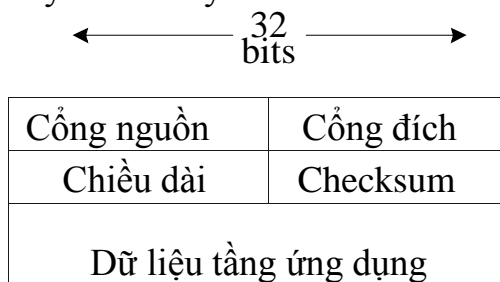 32
bits
Cổng nguồn Cổng đích
Chiều dài Checksum
Dữ liệu tầng ứng dụng